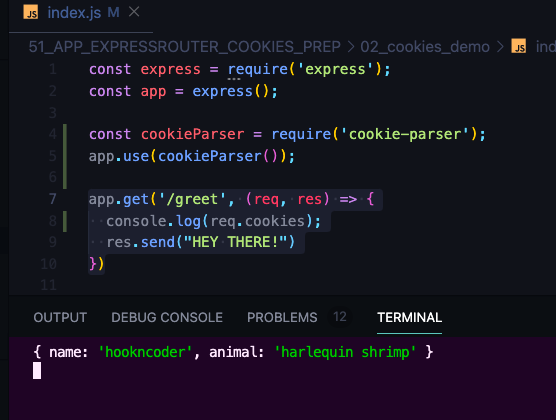 JS index.js M ×
51_APP_EXPRESSROUTER_COOKIES_PREP > 02_cookies_demo > JS
1 const express = require('express');
2 const app = express();
3
4 const cookieParser = require('cookie-parser');
5 app.use(cookieParser());
6
7 app.get('/greet', (req, res) => {
8 console.log(req.cookies);
9 res.send("HEY THERE!")
10 })
11
OUTPUT DEBUG CONSOLE PROBLEMS 12 TERMINAL
{ name: 'hookncoder', animal: 'harlequin shrimp' }